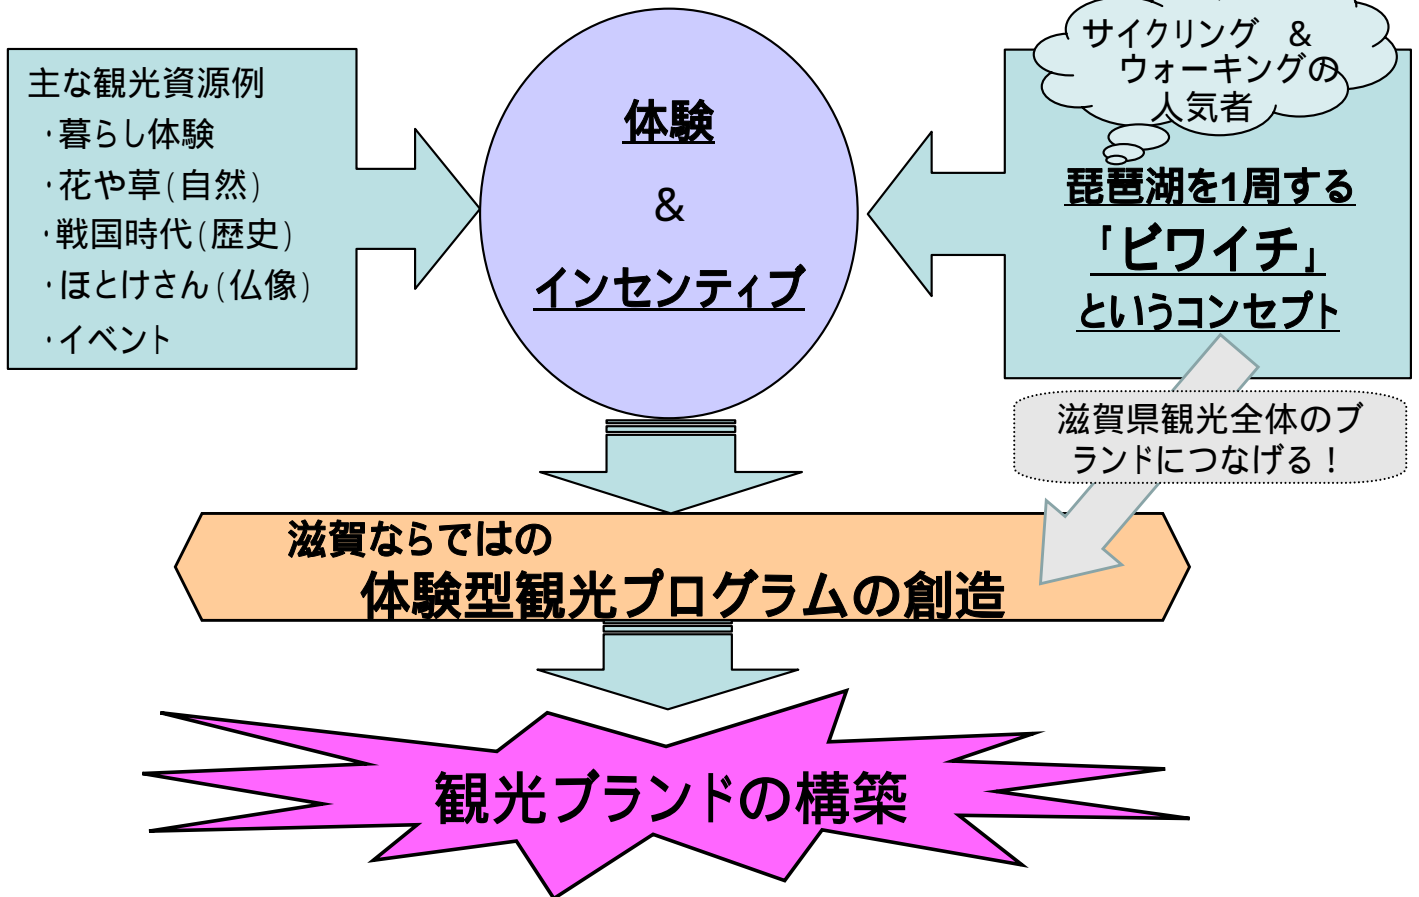 主な観光資源例
・暮らし体験
・花や草(自然)
・戦国時代(歴史)
・ほとけさん(仏像)
・イベント
体験
&
インセンティブ
サイクリング &
ウォーキングの
人気者
琵琶湖を1周する
「ビワイチ」
というコンセプト
滋賀県観光全体のブ
ランドにつなげる!
滋賀ならではの
体験型観光プログラムの創造
観光ブランドの構築